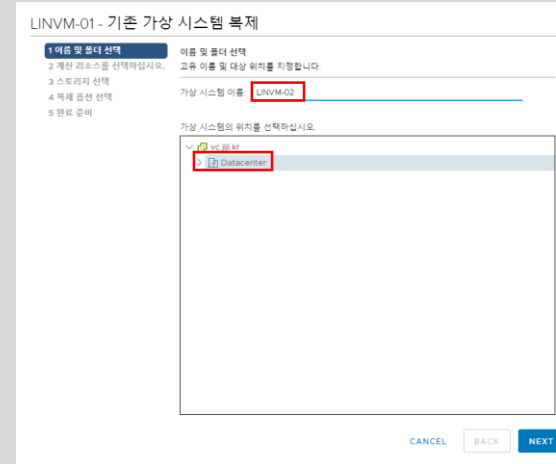 LINVM-01 - 기존 가상 시스템 복제
1 이름 및 폴더 선택
2 계산 리소스를 선택하십시오.
3 스토리지 선택
4 복제 옵션 선택
5 완료 준비
이름 및 폴더 선택
고유 이름 및 대상 위치를 지정합니다.
가상 시스템 이름: LINVM-02
가상 시스템의 위치를 선택하십시오.
Datacenter
CANCEL BACK NEXT